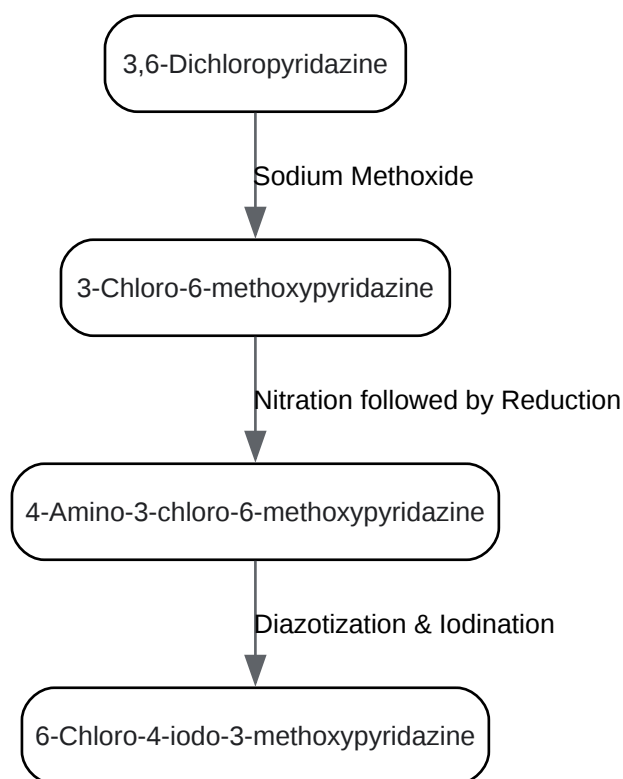 3,6-Dichloropyridazine
Sodium Methoxide
3-Chloro-6-methoxypyridazine
Nitration followed by Reduction
4-Amino-3-chloro-6-methoxypyridazine
Diazotization & Iodination
6-Chloro-4-iodo-3-methoxypyridazine